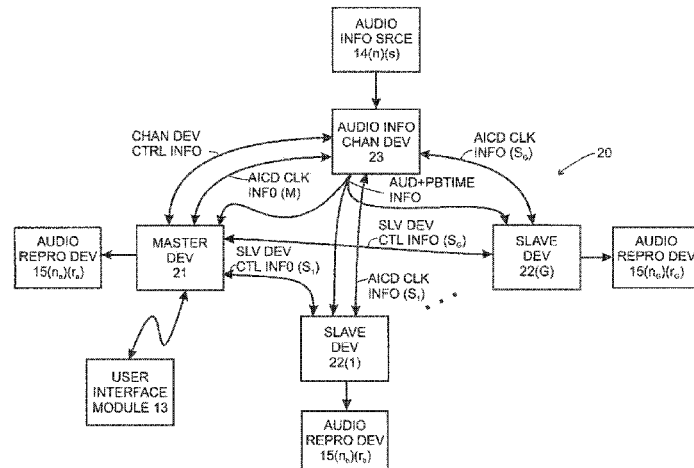 AUDIO
INFO SRCE
14(n)(s)
CHAN DEV
CTRL INFO
AUDIO INFO
CHAN DEV
23
AICD CLK
INFO (S_G)
20
AICD CLK
INF0 (M)
AUD+PBTIME
INFO
AUDIO
REPRO DEV
15(n_a)(r_a)
MASTER
DEV
21
SLV DEV
CTL INFO (S_G)
SLAVE
DEV
22(G)
AUDIO
REPRO DEV
15(n_G)(r_G)
SLV DEV
CTL INF0 (S_1)
AICD CLK
INFO (S_1)
SLAVE
DEV
22(1)
USER
INTERFACE
MODULE 13
AUDIO
REPRO DEV
15(n_b)(r_b)